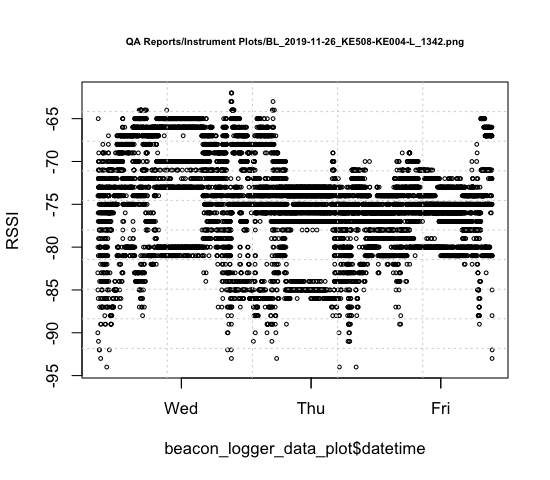 QA Reports/Instrument Plots/BL_2019-11-26_KE508-KE004-L_1342.png
-65
-70
-75
-80
-85
-90
-95
RSSI
Wed Thu Fri
beacon_logger_data_plot$datetime